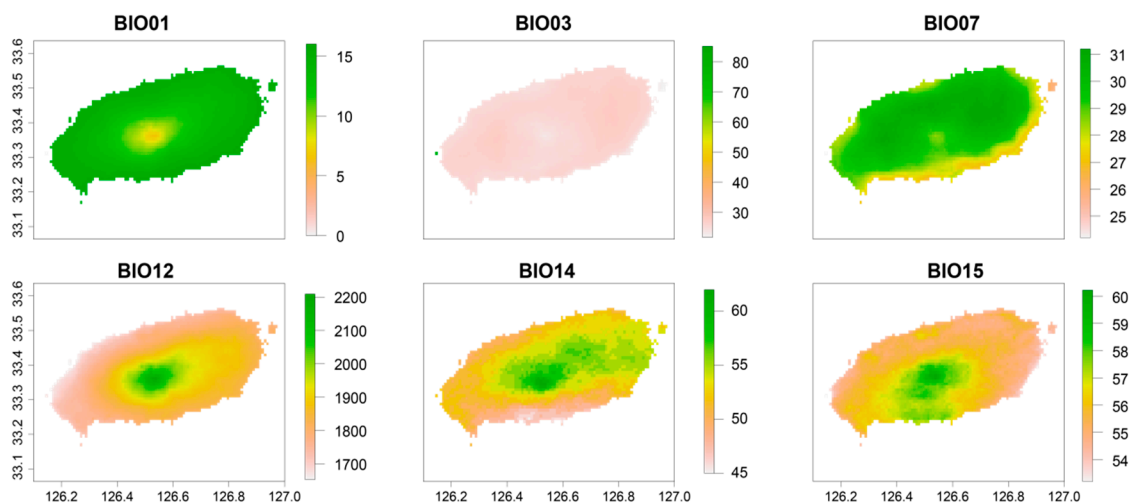 BIO01 BIO03 BIO07
33.6 33.5 33.4 33.3 33.2 33.1
15 10 5 0
80 70 60 50 40 30
31 30 29 28 27 26 25
BIO12 BIO14 BIO15
33.6 33.5 33.4 33.3 33.2 33.1
2200 2100 2000 1900 1800 1700
60 55 50 45
60 59 58 57 56 55 54
126.2 126.4 126.6 126.8 127.0
126.2 126.4 126.6 126.8 127.0
126.2 126.4 126.6 126.8 127.0